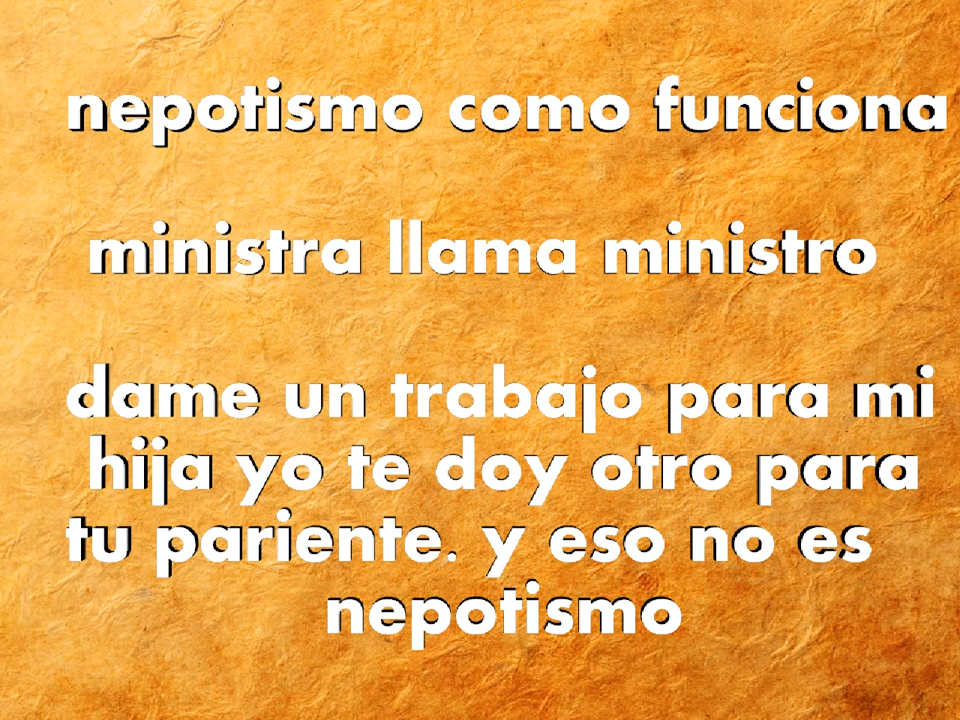 nepotismo como funciona
ministra llama ministro
dame un trabajo para mi
hija yo te doy otro para
tu pariente. y eso no es
nepotismo